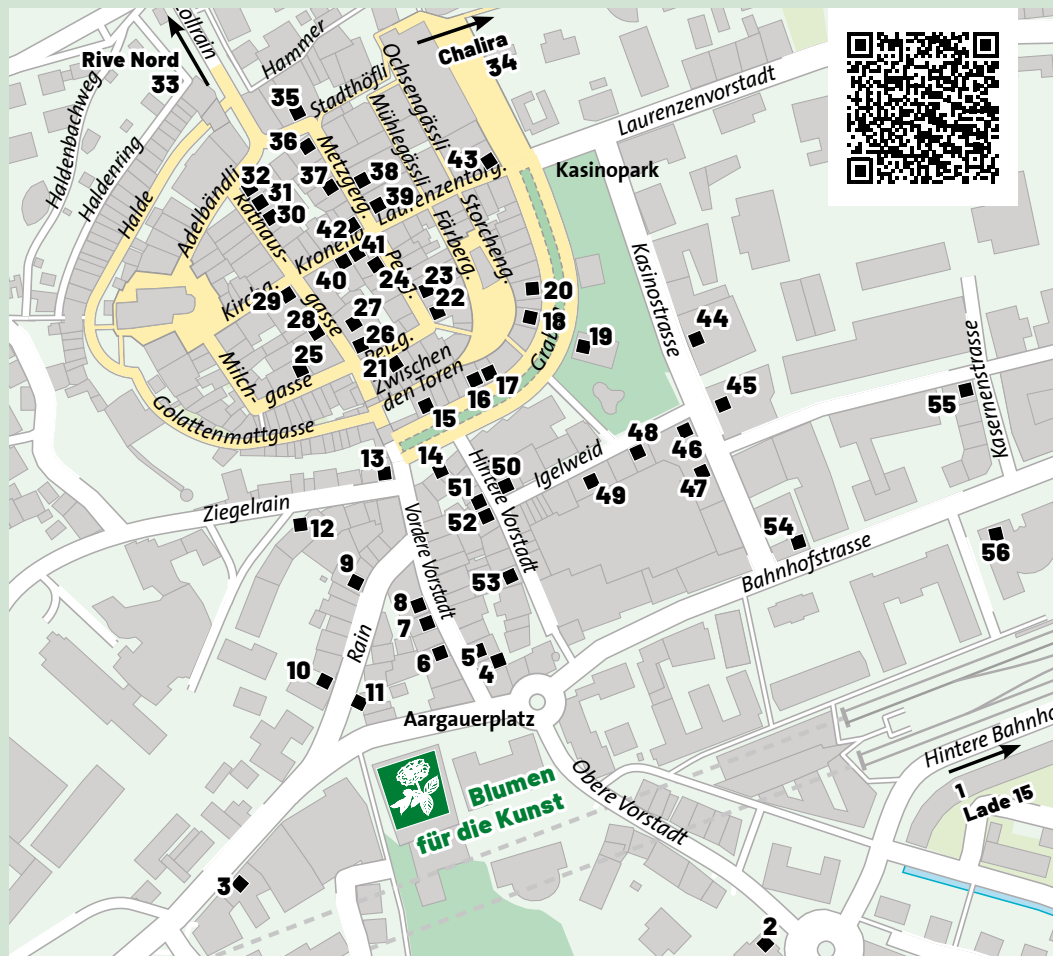 ollrain
Hammer
Ochsengässli
Chalira
34
Rive Nord
33
Haldenbachweg
Haldenring
Halde
35
Stadthöfli
Mühlegässli
Laurenzenvorstadt
36
Metzgerg.
43
Kasinopark
Adelbändli
32
31
30
37
38
39
Laurenzentorg.
Rathaus-
gasse
42
Kroneng.
41
40
24
Färberg.
Storcheng.
Kirchg.
29
28
27
26
Pelzg.
23
22
20
18
19
Kasinostrasse
44
Pelzg.
21
25
Milch-
gasse
Zwischen
den Toren
17
16
15
45
Kasernenstrasse
55
Golattenmattgasse
13
14
50
51
52
Hintere Vorstadt
Igelweid
48
49
46
47
Ziegelrain
12
Vordere Vorstadt
54
Bahnhofstrasse
56
9
8
7
53
6
5
4
Rain
10
11
Aargauerplatz
Blumen
für die Kunst
Obere Vorstadt
Hintere Bahnho
1
Lade 15
3
2